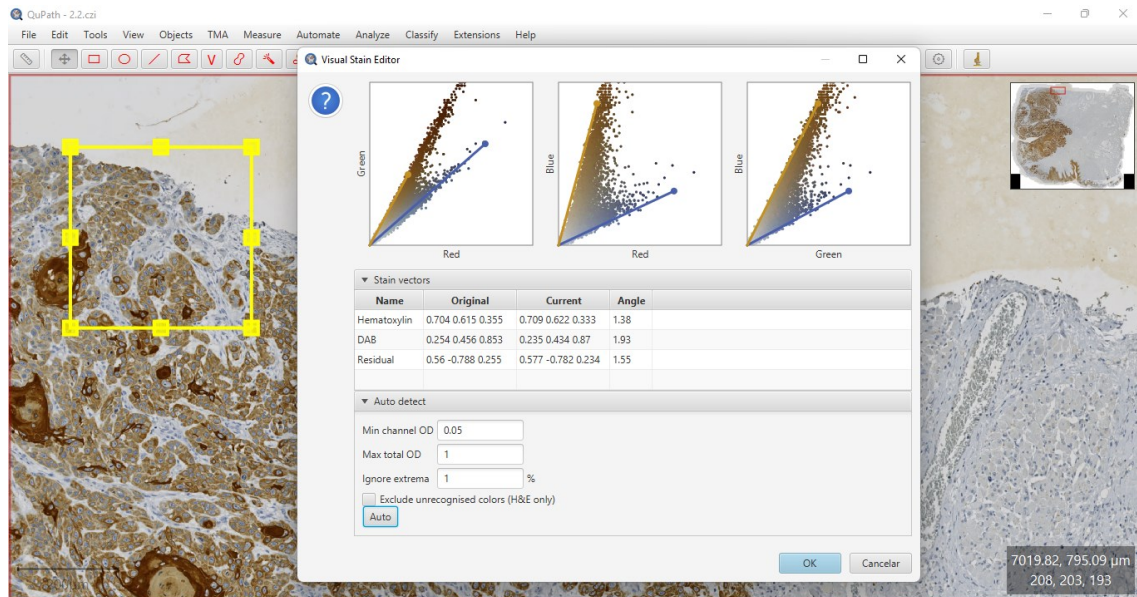 QuPath - 2.2.czi
File Edit Tools View Objects TMA Measure Automate Analyze Classify Extensions Help
Visual Stain Editor
Green
Red
Blue
Red
Blue
Green
Stain vectors
Name Original Current Angle
Hematoxylin 0.704 0.615 0.355 0.709 0.622 0.333 1.38
DAB 0.254 0.456 0.853 0.235 0.434 0.87 1.93
Residual 0.56 -0.788 0.255 0.577 -0.782 0.234 1.55
Auto detect
Min channel OD 0.05
Max total OD 1
Ignore extrema 1 %
Exclude unrecognised colors (H&E only)
Auto
OK Cancelar
7019.82, 795.09 µm
208, 203, 193